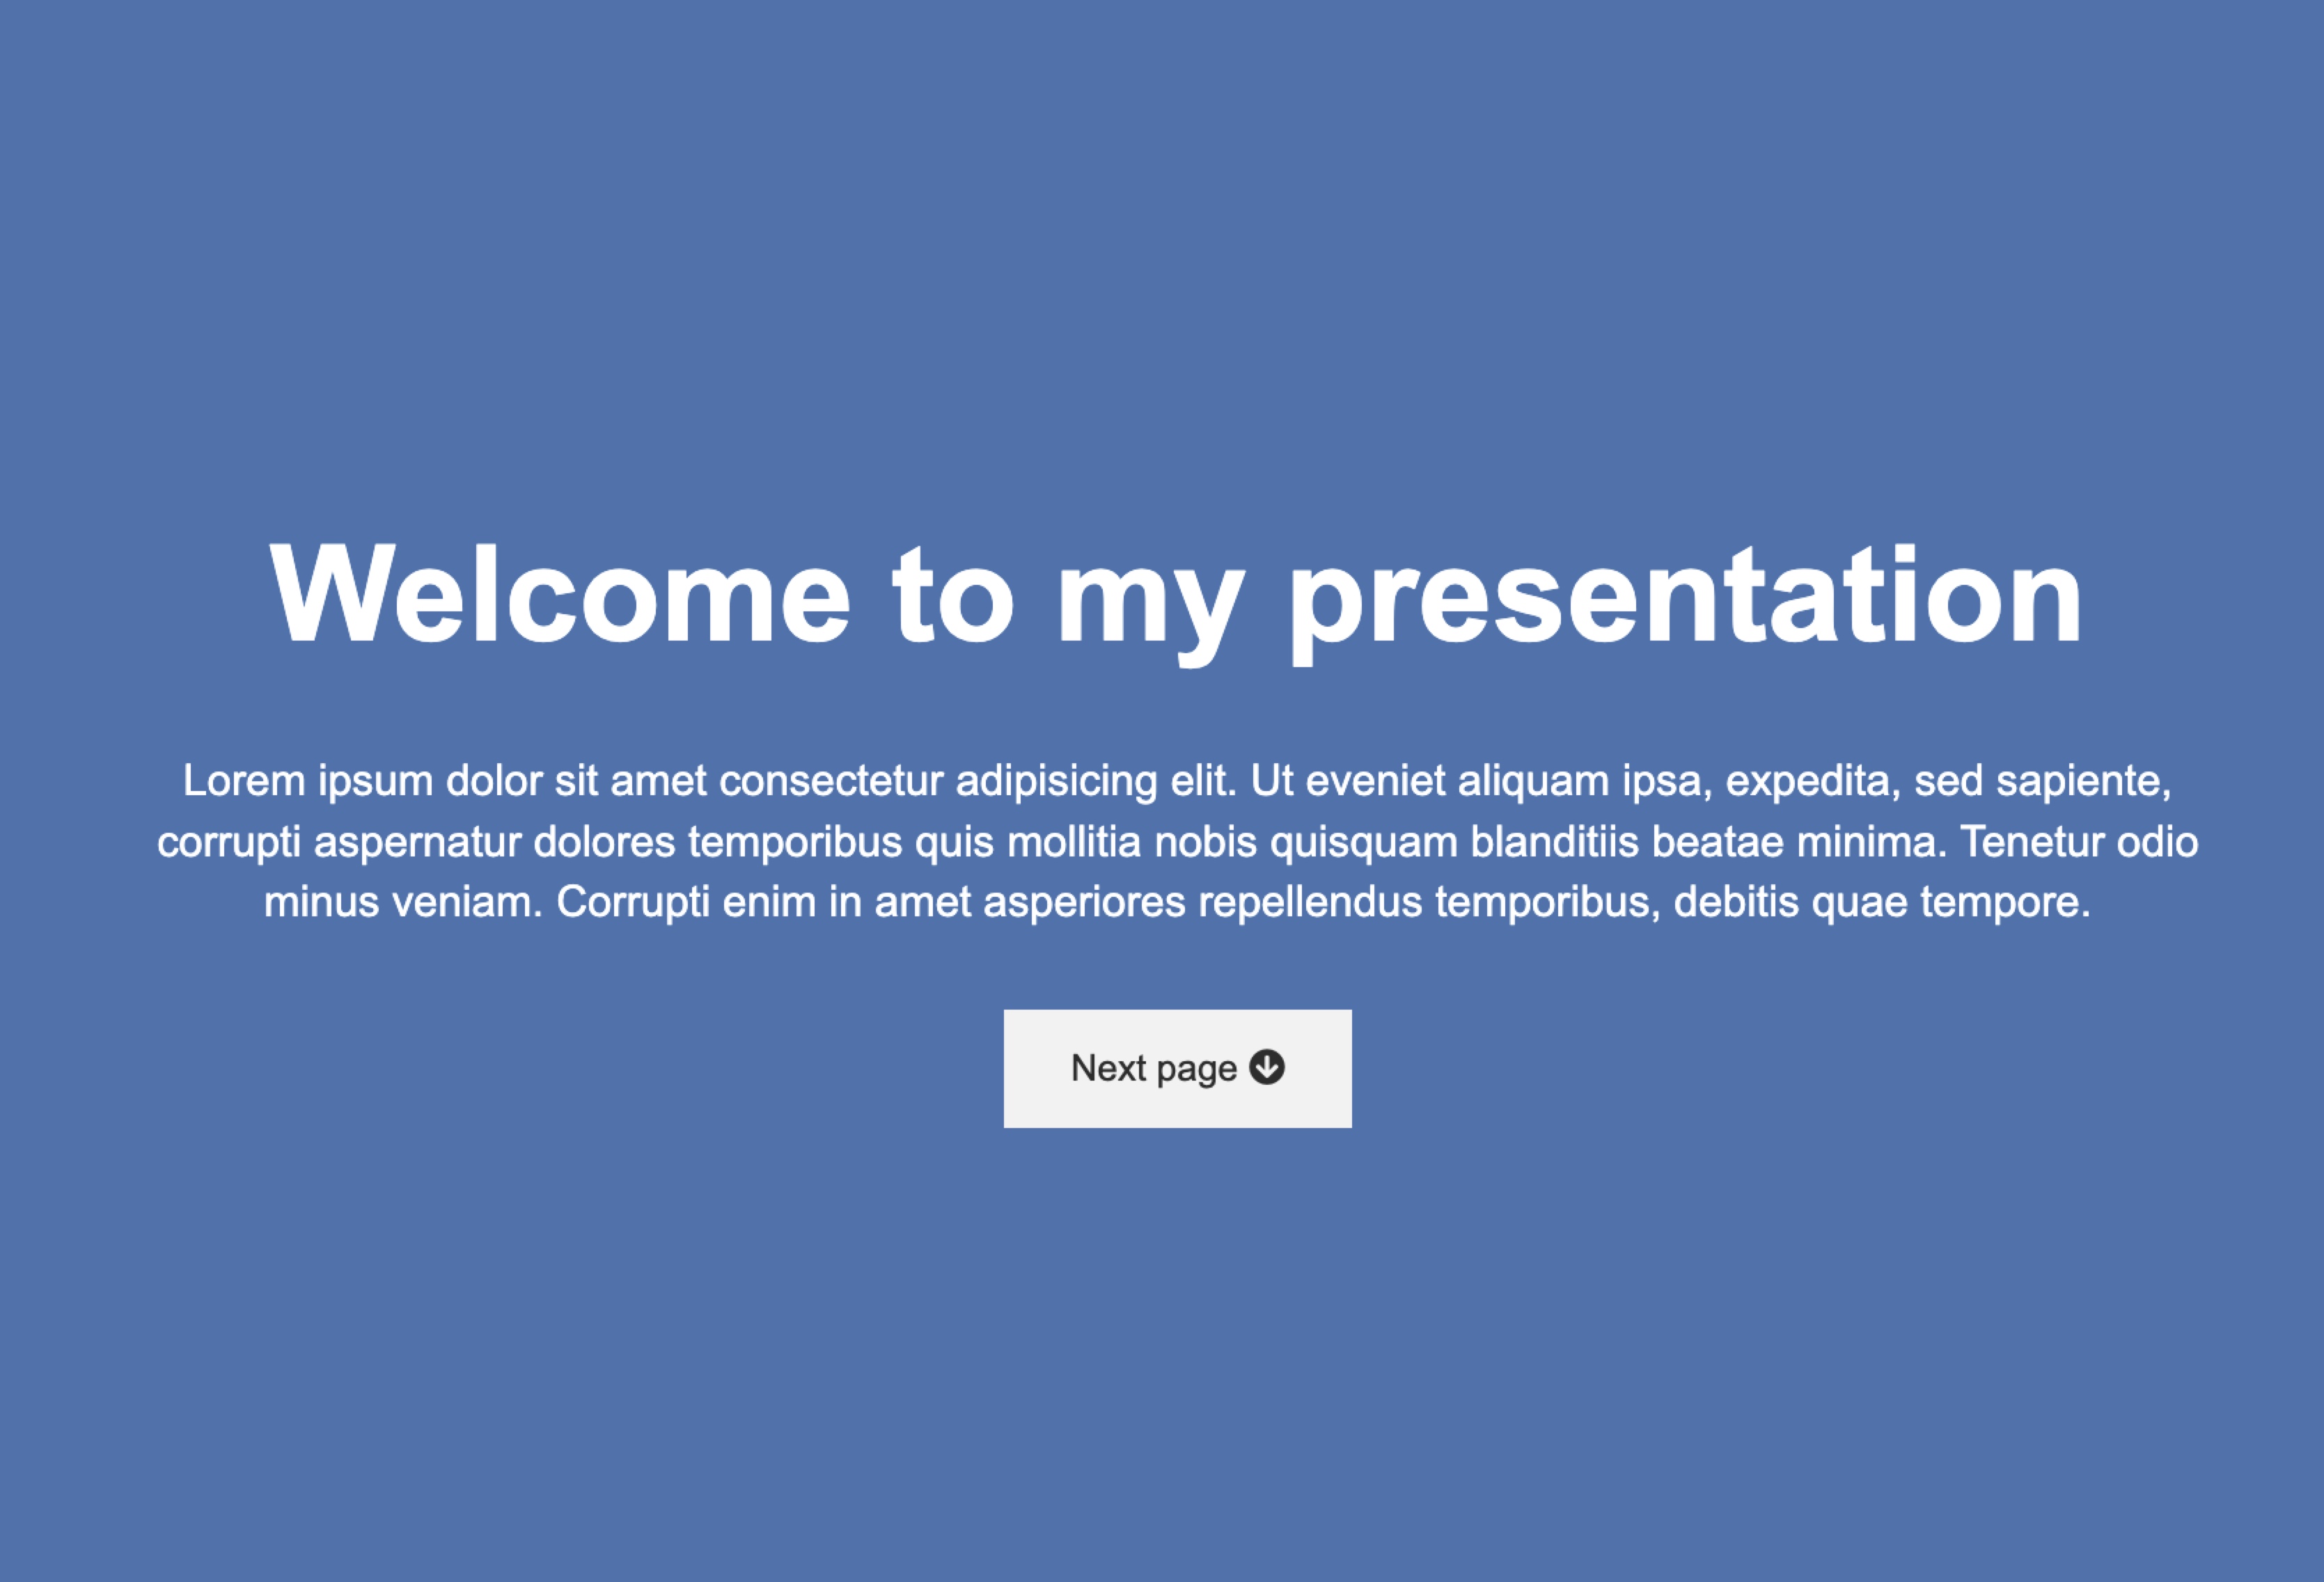 Welcome to my presentation
Lorem ipsum dolor sit amet consectetur adipisicing elit. Ut eveniet aliquam ipsa, expedita, sed sapiente,
corrupti aspernatur dolores temporibus quis mollitia nobis quisquam blanditiis beatae minima. Tenetur odio
minus veniam. Corrupti enim in amet asperiores repellendus temporibus, debitis quae tempore.
Next page